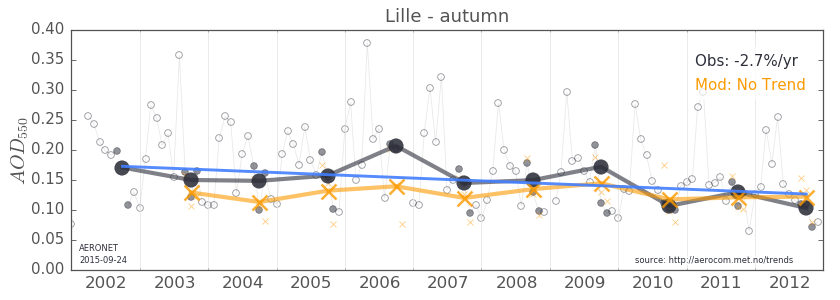 Lille - autumn
0.40
0.35
0.30
0.25
0.20
0.15
0.10
0.05
0.00
AOD550
Obs: -2.7%/yr
Mod: No Trend
AERONET
2015-09-24
source: http://aerocom.met.no/trends
2002 2003 2004 2005 2006 2007 2008 2009 2010 2011 2012